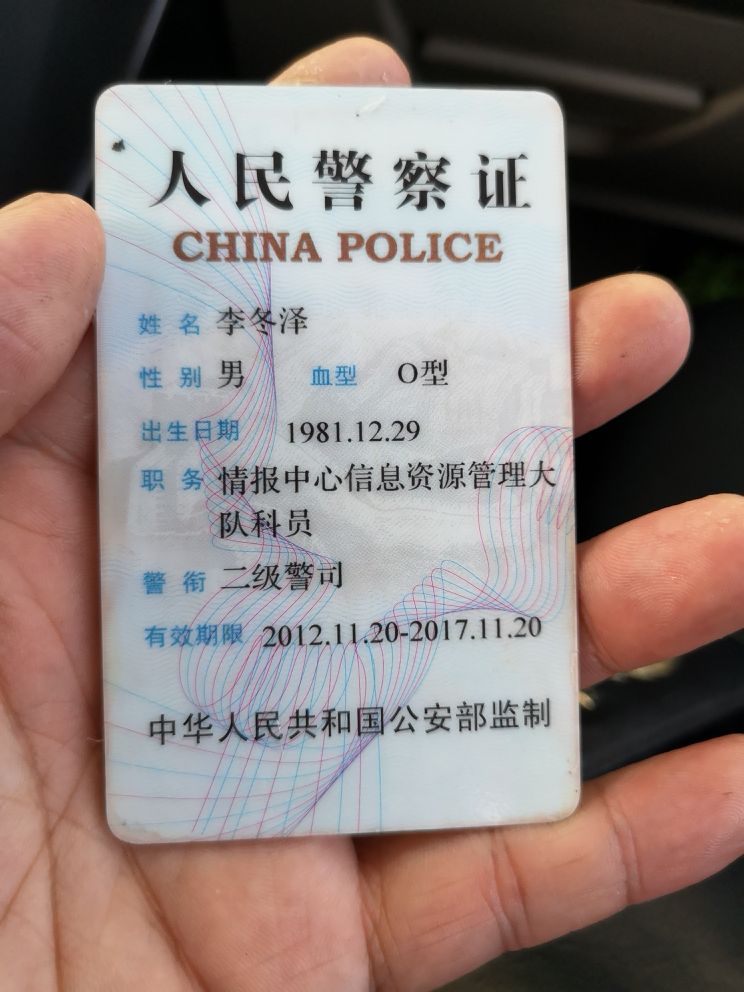 人民警察证
CHINA POLICE
姓 名 李冬泽
性 别 男 血型 O型
出生日期 1981.12.29
职 务 情报中心信息资源管理大
队科员
警 衔 二级警司
有效期限 2012.11.20-2017.11.20
中华人民共和国公安部监制